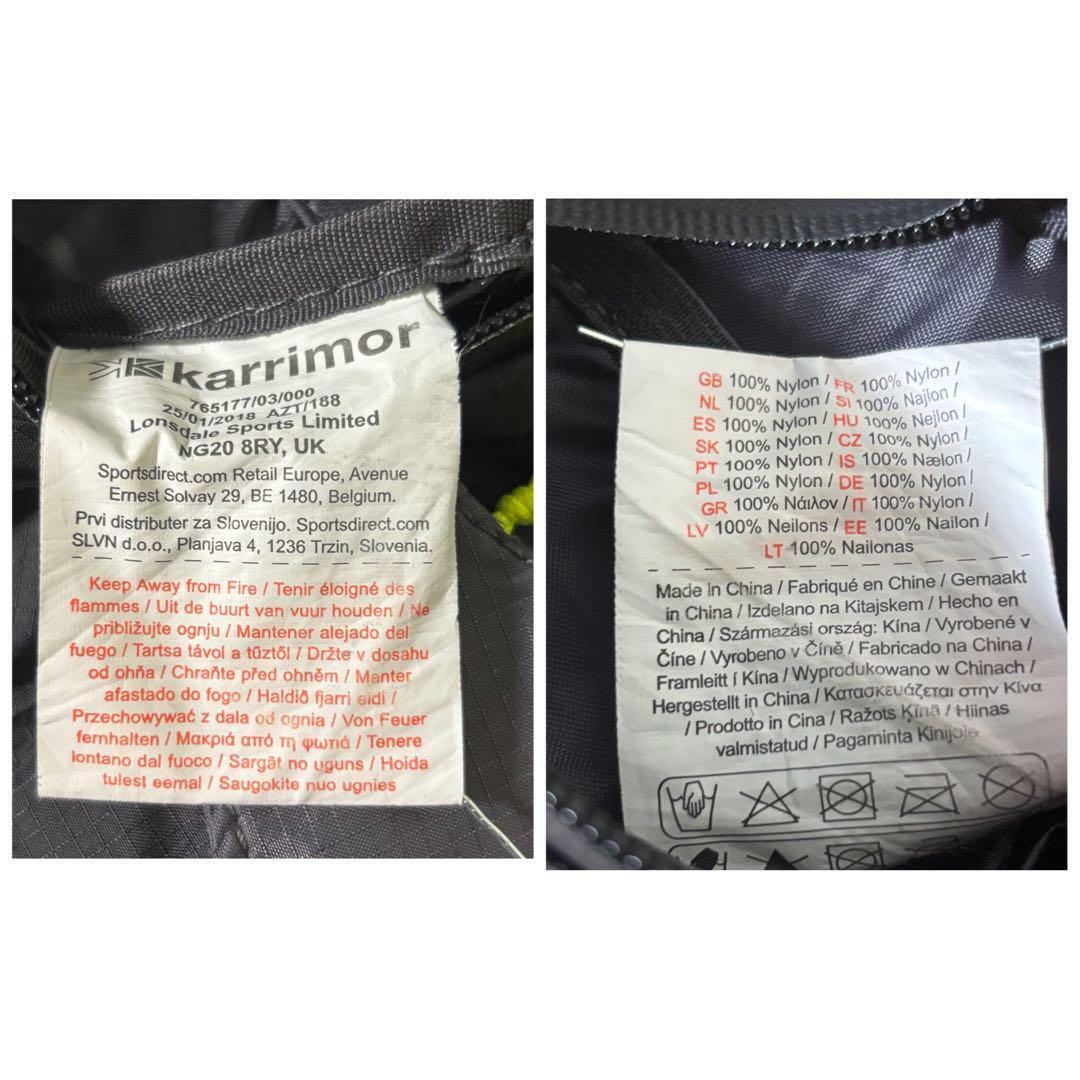 karrimor
765177/03/000
25/01/2018 AZT/188
Lonsdale Sports Limited
NG20 8RY, UK
Sportsdirect.com Retail Europe, Avenue
Ernest Solvay 29, BE 1480, Belgium.
Prvi distributer za Slovenijo. Sportsdirect.com
SLVN d.o.o., Planjava 4, 1236 Trzin, Slovenia.
Keep Away from Fire / Tenir éloigné des
flammes / Uit de buurt van vuur houden / Ne
približujte ognju / Mantener alejado del
fuego / Tartsa távol a tűztől / Držte v dosahu
od ohňa / Chraňte před ohněm / Manter
afastado do fogo / Haldið fjarri eldi /
Przechowywać z dala od ognia / Von Feuer
fernhalten / Μακριά από τη φωτιά / Tenere
lontano dal fuoco / Sargāt no uguns / Hoida
tulest eemal / Saugokite nuo ugnies
GB 100% Nylon / FR 100% Nylon /
NL 100% Nylon / SI 100% Najlon /
ES 100% Nylon / HU 100% Nejlon /
SK 100% Nylon / CZ 100% Nylon /
PT 100% Nylon / IS 100% Nælon /
PL 100% Nylon / DE 100% Nylon /
GR 100% Νάιλον / IT 100% Nylon /
LV 100% Neilons / EE 100% Nailon /
LT 100% Nailonas
Made in China / Fabriqué en Chine / Gemaakt
in China / Izdelano na Kitajskem / Hecho en
China / Származási ország: Kína / Vyrobené v
Číne / Vyrobeno v Číně / Fabricado na China /
Framleitt í Kína / Wyprodukowano w Chinach /
Hergestellt in China / Κατασκευάζεται στην Κίνα
/ Prodotto in Cina / Ražots Ķīnā / Hiinas
valmistatud / Pagaminta Kinijoje